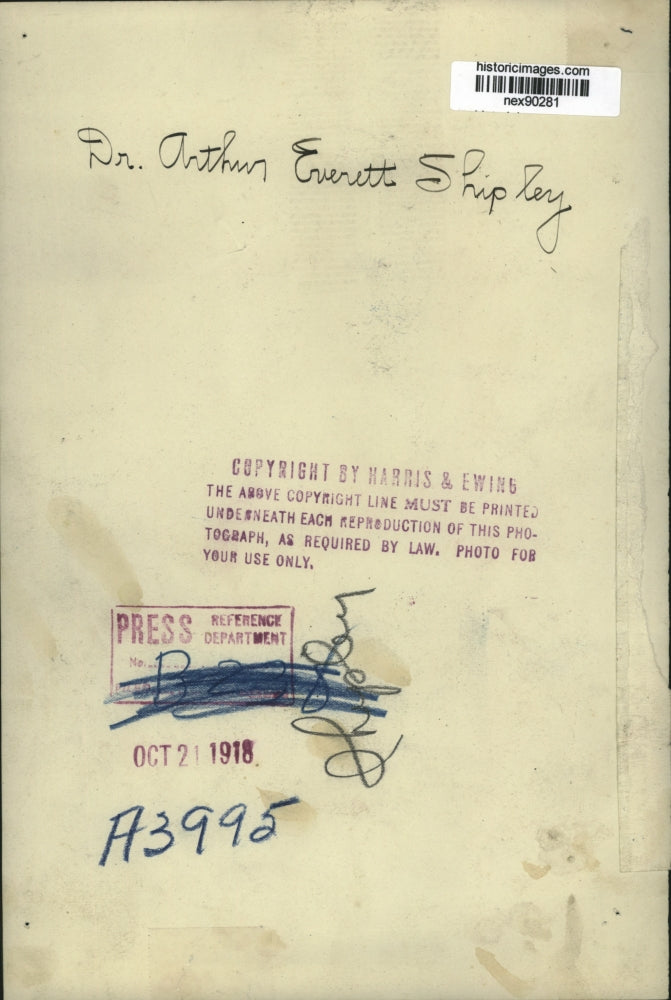 historicimages.com
nex90281
Dr. Arthur Everett Shipley
COPYRIGHT BY HARRIS & EWING
THE ABOVE COPYRIGHT LINE MUST BE PRINTED
UNDERNEATH EACH REPRODUCTION OF THIS PHO-
TOGRAPH, AS REQUIRED BY LAW. PHOTO FOR
YOUR USE ONLY.
PRESS REFERENCE
DEPARTMENT
No.
OCT 21 1918
A3995